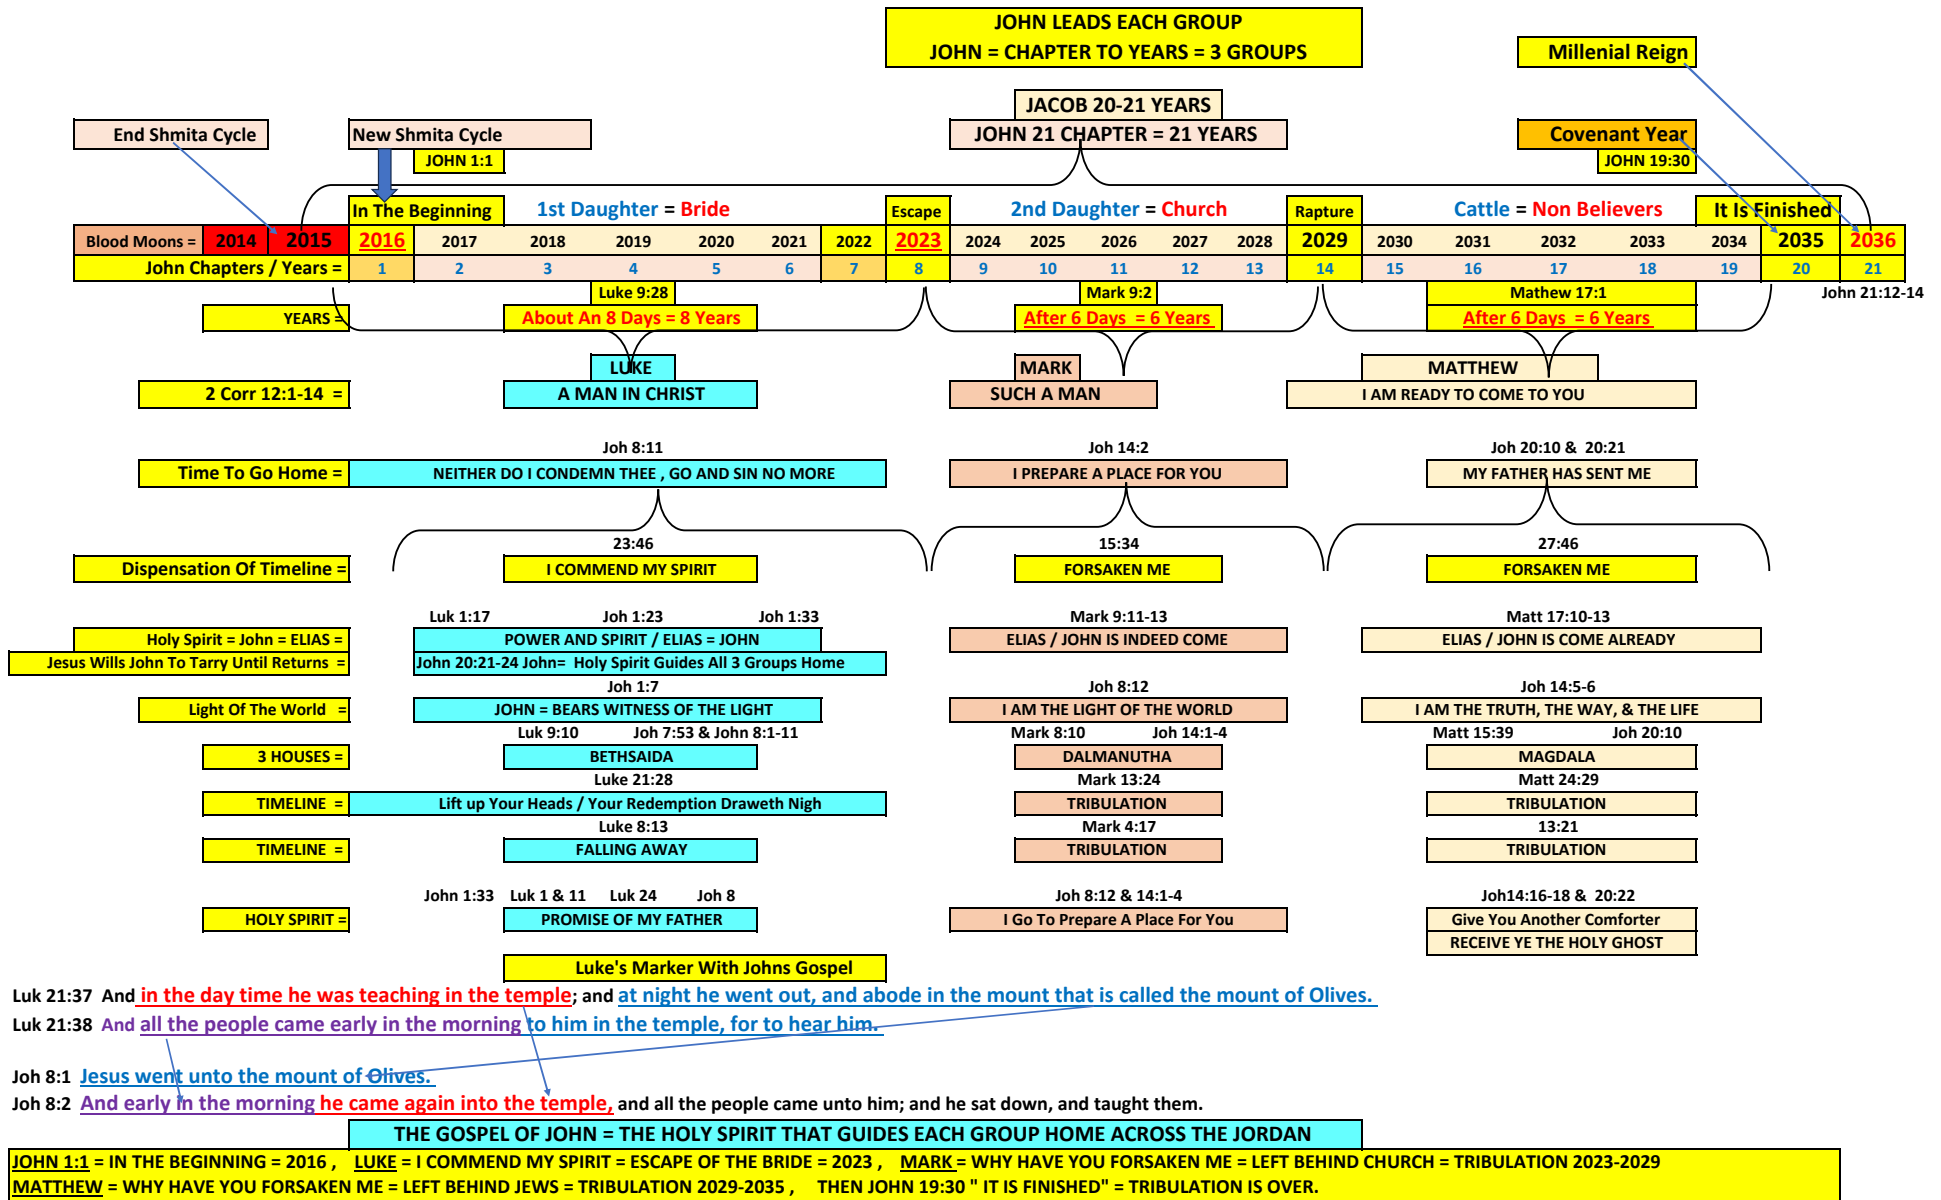 JOHN LEADS EACH GROUP
JOHN = CHAPTER TO YEARS = 3 GROUPS
Millenial Reign
JACOB 20-21 YEARS
End Shmita Cycle
New Shmita Cycle
JOHN 21 CHAPTER = 21 YEARS
Covenant Year
JOHN 1:1
JOHN 19:30
In The Beginning 1st Daughter = Bride Escape 2nd Daughter = Church Rapture Cattle = Non Believers It Is Finished
Blood Moons = 2014 2015 2016 2017 2018 2019 2020 2021 2022 2023 2024 2025 2026 2027 2028 2029 2030 2031 2032 2033 2034 2035 2036
John Chapters / Years = 1 2 3 4 5 6 7 8 9 10 11 12 13 14 15 16 17 18 19 20 21
Luke 9:28 Mark 9:2 Mathew 17:1 John 21:12-14
YEARS = About An 8 Days = 8 Years After 6 Days = 6 Years After 6 Days = 6 Years
LUKE MARK MATTHEW
2 Corr 12:1-14 = A MAN IN CHRIST SUCH A MAN I AM READY TO COME TO YOU
Joh 8:11 Joh 14:2 Joh 20:10 & 20:21
Time To Go Home = NEITHER DO I CONDEMN THEE , GO AND SIN NO MORE I PREPARE A PLACE FOR YOU MY FATHER HAS SENT ME
23:46 15:34 27:46
Dispensation Of Timeline = I COMMEND MY SPIRIT FORSAKEN ME FORSAKEN ME
Luk 1:17 Joh 1:23 Joh 1:33 Mark 9:11-13 Matt 17:10-13
Holy Spirit = John = ELIAS = POWER AND SPIRIT / ELIAS = JOHN ELIAS / JOHN IS INDEED COME ELIAS / JOHN IS COME ALREADY
Jesus Wills John To Tarry Until Returns = John 20:21-24 John= Holy Spirit Guides All 3 Groups Home
Joh 1:7 Joh 8:12 Joh 14:5-6
Light Of The World = JOHN = BEARS WITNESS OF THE LIGHT I AM THE LIGHT OF THE WORLD I AM THE TRUTH, THE WAY, & THE LIFE
Luk 9:10 Joh 7:53 & John 8:1-11 Mark 8:10 Joh 14:1-4 Matt 15:39 Joh 20:10
3 HOUSES = BETHSAIDA DALMANUTHA MAGDALA
Luke 21:28 Mark 13:24 Matt 24:29
TIMELINE = Lift up Your Heads / Your Redemption Draweth Nigh TRIBULATION TRIBULATION
Luke 8:13 Mark 4:17 13:21
TIMELINE = FALLING AWAY TRIBULATION TRIBULATION
John 1:33 Luk 1 & 11 Luk 24 Joh 8 Joh 8:12 & 14:1-4 Joh14:16-18 & 20:22
HOLY SPIRIT = PROMISE OF MY FATHER I Go To Prepare A Place For You Give You Another Comforter
RECEIVE YE THE HOLY GHOST
Luke's Marker With Johns Gospel
Luk 21:37 And in the day time he was teaching in the temple; and at night he went out, and abode in the mount that is called the mount of Olives.
Luk 21:38 And all the people came early in the morning to him in the temple, for to hear him.
Joh 8:1 Jesus went unto the mount of Olives.
Joh 8:2 And early in the morning he came again into the temple, and all the people came unto him; and he sat down, and taught them.
THE GOSPEL OF JOHN = THE HOLY SPIRIT THAT GUIDES EACH GROUP HOME ACROSS THE JORDAN
JOHN 1:1 = IN THE BEGINNING = 2016 , LUKE = I COMMEND MY SPIRIT = ESCAPE OF THE BRIDE = 2023 , MARK = WHY HAVE YOU FORSAKEN ME = LEFT BEHIND CHURCH = TRIBULATION 2023-2029
MATTHEW = WHY HAVE YOU FORSAKEN ME = LEFT BEHIND JEWS = TRIBULATION 2029-2035 , THEN JOHN 19:30 " IT IS FINISHED" = TRIBULATION IS OVER.